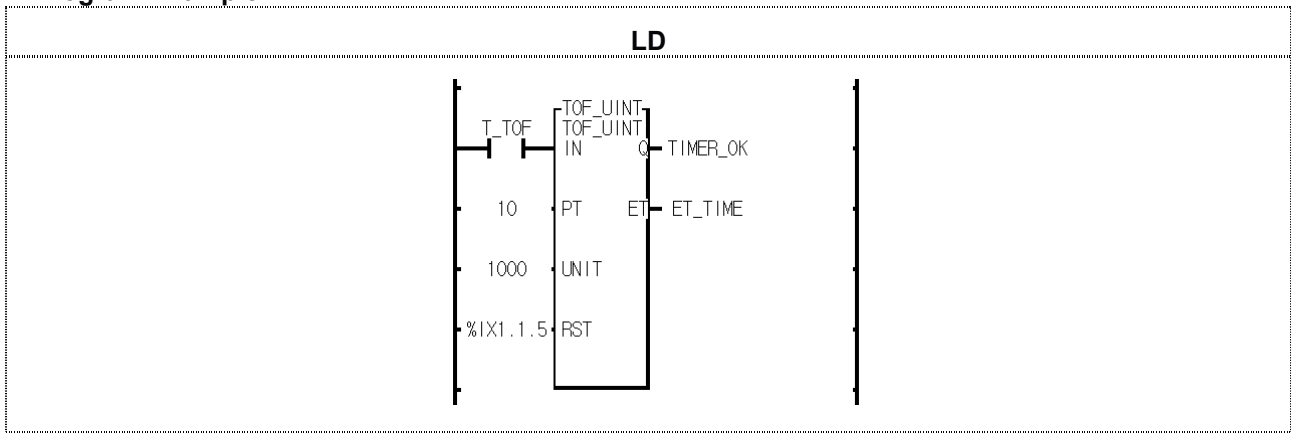 LD
TOF_UINT
T_TOF TOF_UINT
IN Q TIMER_OK
10 PT ET ET_TIME
1000 UNIT
%IX1.1.5 RST